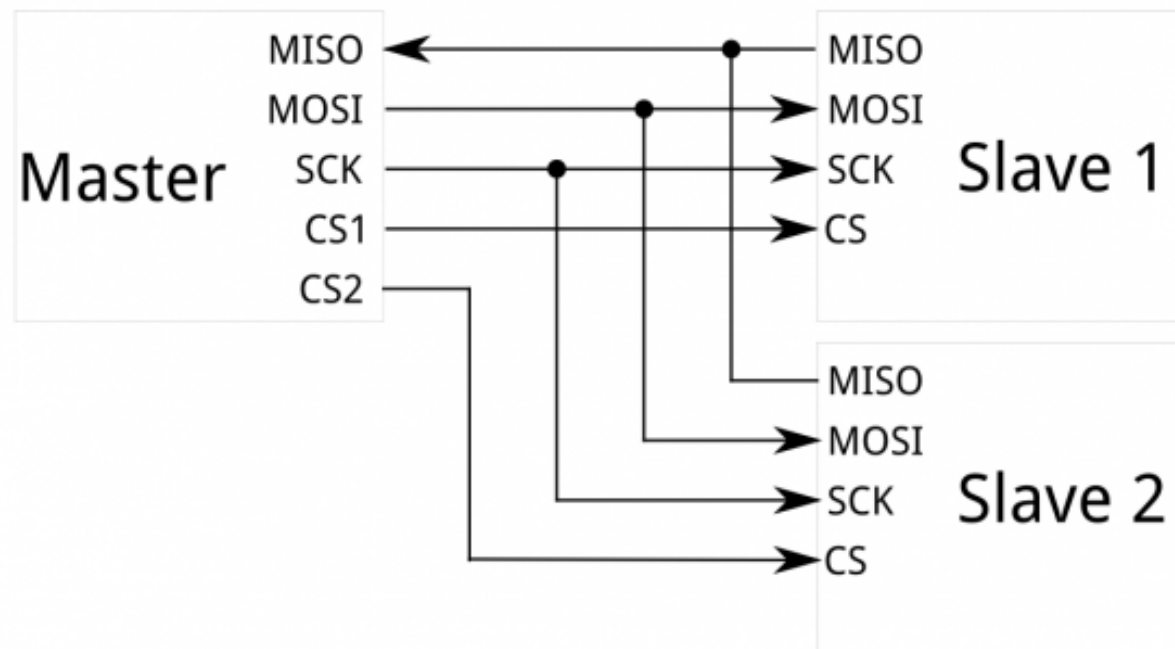 Master
MISO
MOSI
SCK
CS1
CS2
MISO
MOSI
SCK
CS
Slave 1
MISO
MOSI
SCK
CS
Slave 2